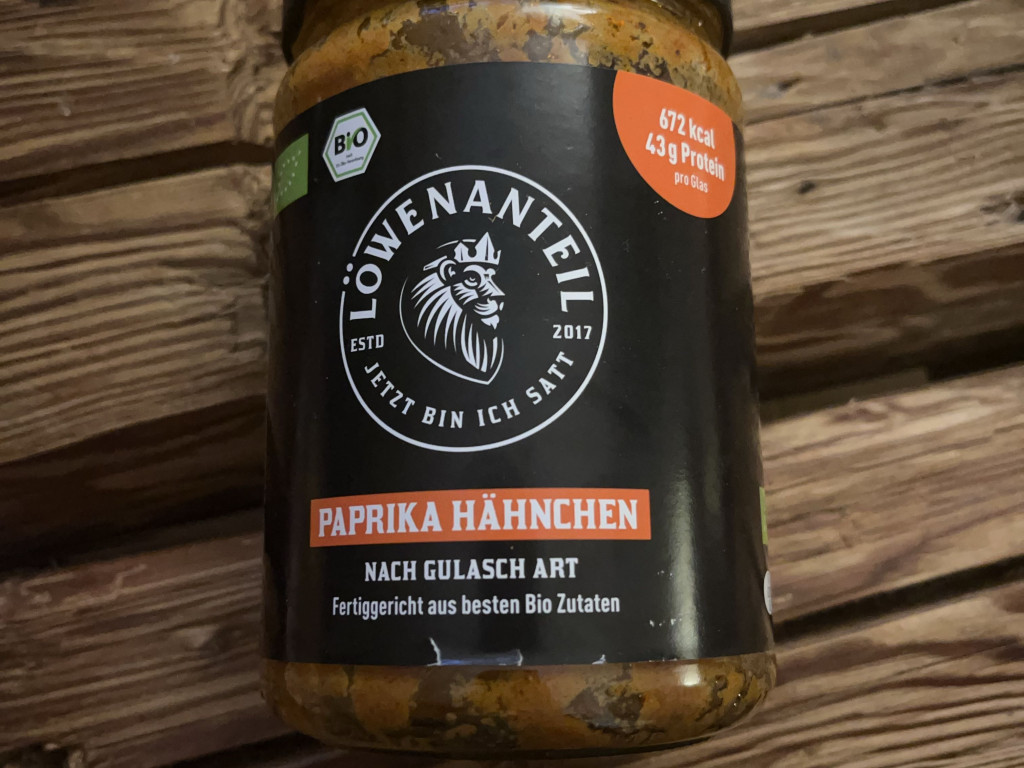 BIO
672 kcal
43 g Protein
pro Glas
LÖWENANTEIL
ESTD 2017
JETZT BIN ICH SATT
PAPRIKA HÄHNCHEN
NACH GULASCH ART
Fertiggericht aus besten Bio Zutaten